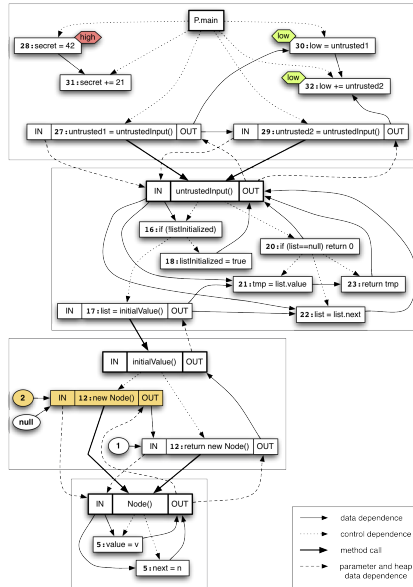 P.main
high
28: secret = 42
low
30: low = untrusted1
31: secret += 21
low
32: low += untrusted2
IN 27: untrusted1 = untrustedInput() OUT
IN 29: untrusted2 = untrustedInput() OUT
IN untrustedInput() OUT
16: if (!listInitialized)
20: if (list==null) return 0
18: listInitialized = true
21: tmp = list.value
23: return tmp
IN 17: list = initialValue() OUT
22: list = list.next
IN initialValue() OUT
2
IN 12: new Node() OUT
null
1
IN 12: return new Node() OUT
IN Node() OUT
5: value = v
5: next = n
data dependence
control dependence
method call
parameter and heap
data dependence